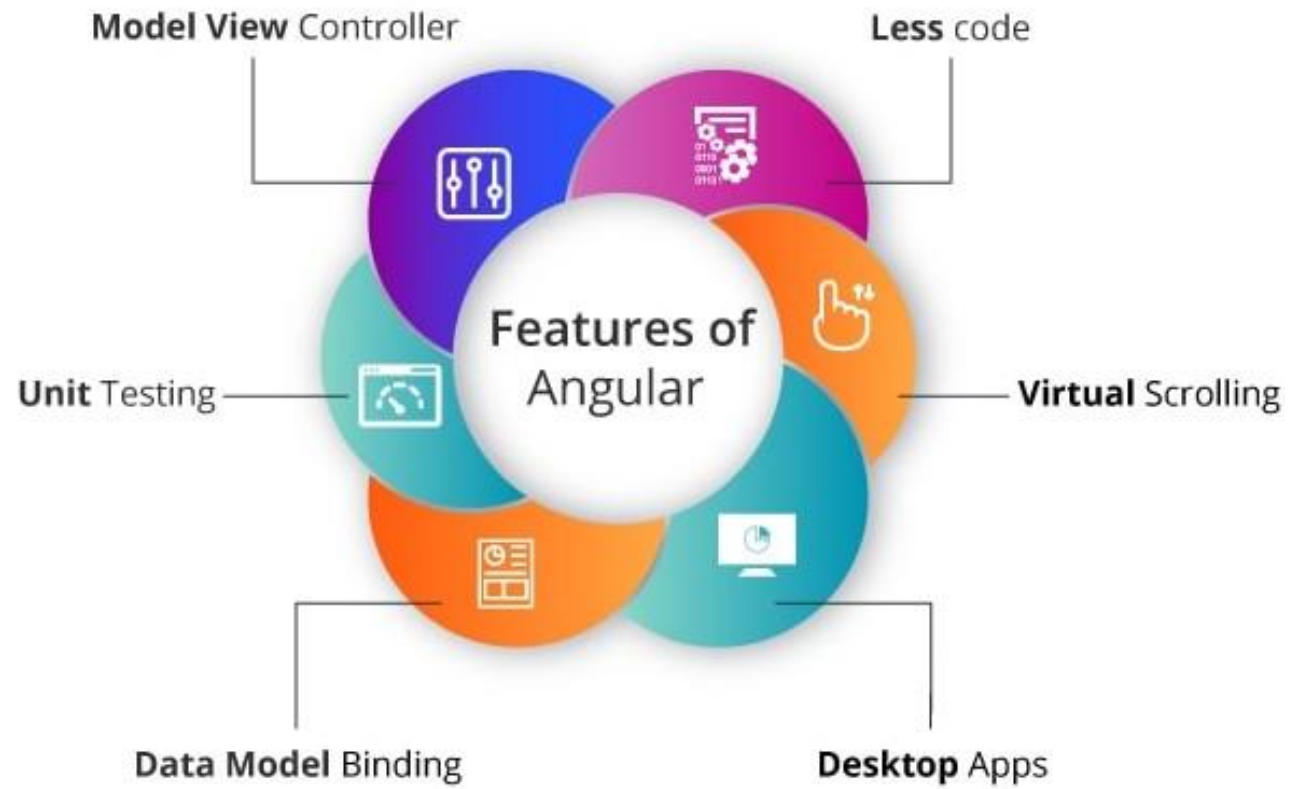 Model View Controller
Less code
Features of
Angular
Unit Testing
Virtual Scrolling
Data Model Binding
Desktop Apps